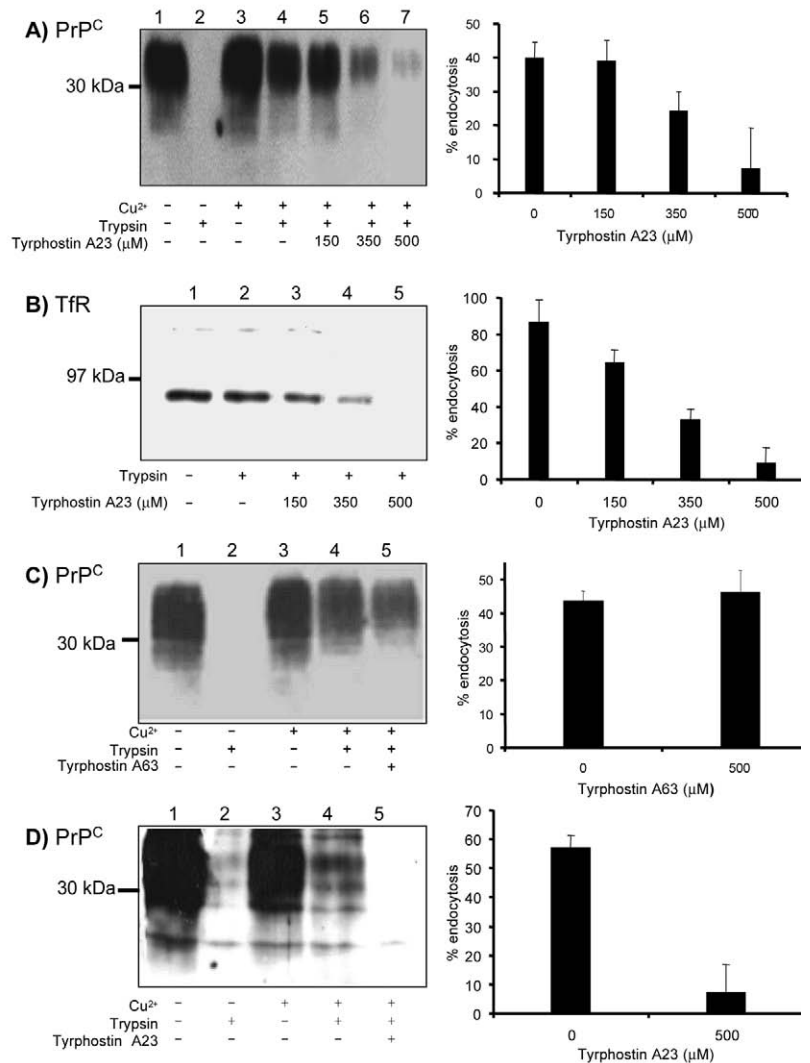 1 2 3 4 5 6 7
A) PrPC
30 kDa
Cu2+ – – + + + + +
Trypsin – + – + + + +
Tyrphostin A23 (μM) – – – – 150 350 500
% endocytosis
50
40
30
20
10
0
0 150 350 500
Tyrphostin A23 (μM)
1 2 3 4 5
B) TfR
97 kDa
Trypsin – + + + +
Tyrphostin A23 (μM) – – 150 350 500
% endocytosis
100
80
60
40
20
0
0 150 350 500
Tyrphostin A23 (μM)
1 2 3 4 5
C) PrPC
30 kDa
Cu2+ – – + + +
Trypsin – + – + +
Tyrphostin A63 – – – – +
% endocytosis
50
40
30
20
10
0
0 500
Tyrphostin A63 (μM)
1 2 3 4 5
D) PrPC
30 kDa
Cu2+ – – + + +
Trypsin – + – + +
Tyrphostin A23 – – – – +
% endocytosis
70
60
50
40
30
20
10
0
0 500
Tyrphostin A23 (μM)